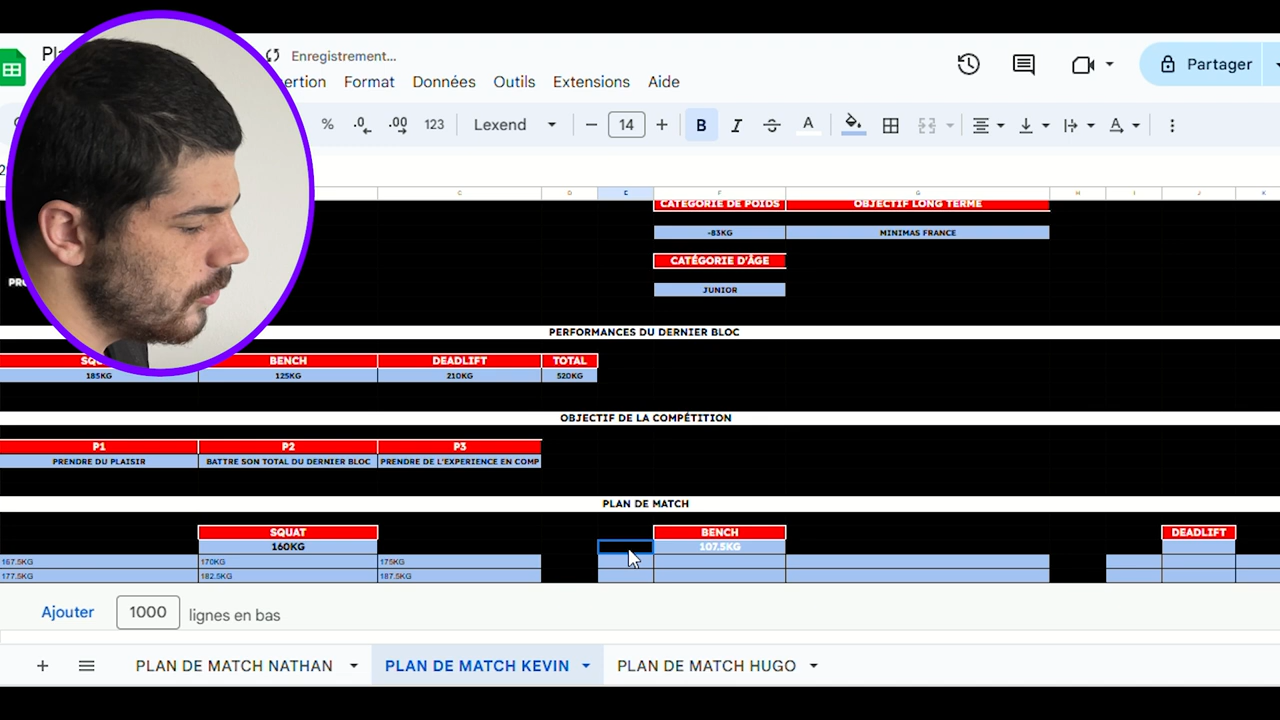 Enregistrement...
Format Données Outils Extensions Aide
Partager
% .0 .00 123 Lexend 14 B I A
C D E F G H I J K
CATÉGORIE DE POIDS OBJECTIF LONG TERME
-83KG MINIMAS FRANCE
CATÉGORIE D'ÂGE
JUNIOR
PERFORMANCES DU DERNIER BLOC
BENCH DEADLIFT TOTAL
185KG 125KG 210KG 520KG
OBJECTIF DE LA COMPÉTITION
P1 P2 P3
PRENDRE DU PLAISIR BATTRE SON TOTAL DU DERNIER BLOC PRENDRE DE L'EXPERIENCE EN COMP
PLAN DE MATCH
SQUAT BENCH DEADLIFT
160KG 107.5KG
167.5KG 170KG 175KG
177.5KG 182.5KG 187.5KG
Ajouter 1000 lignes en bas
PLAN DE MATCH NATHAN PLAN DE MATCH KEVIN PLAN DE MATCH HUGO